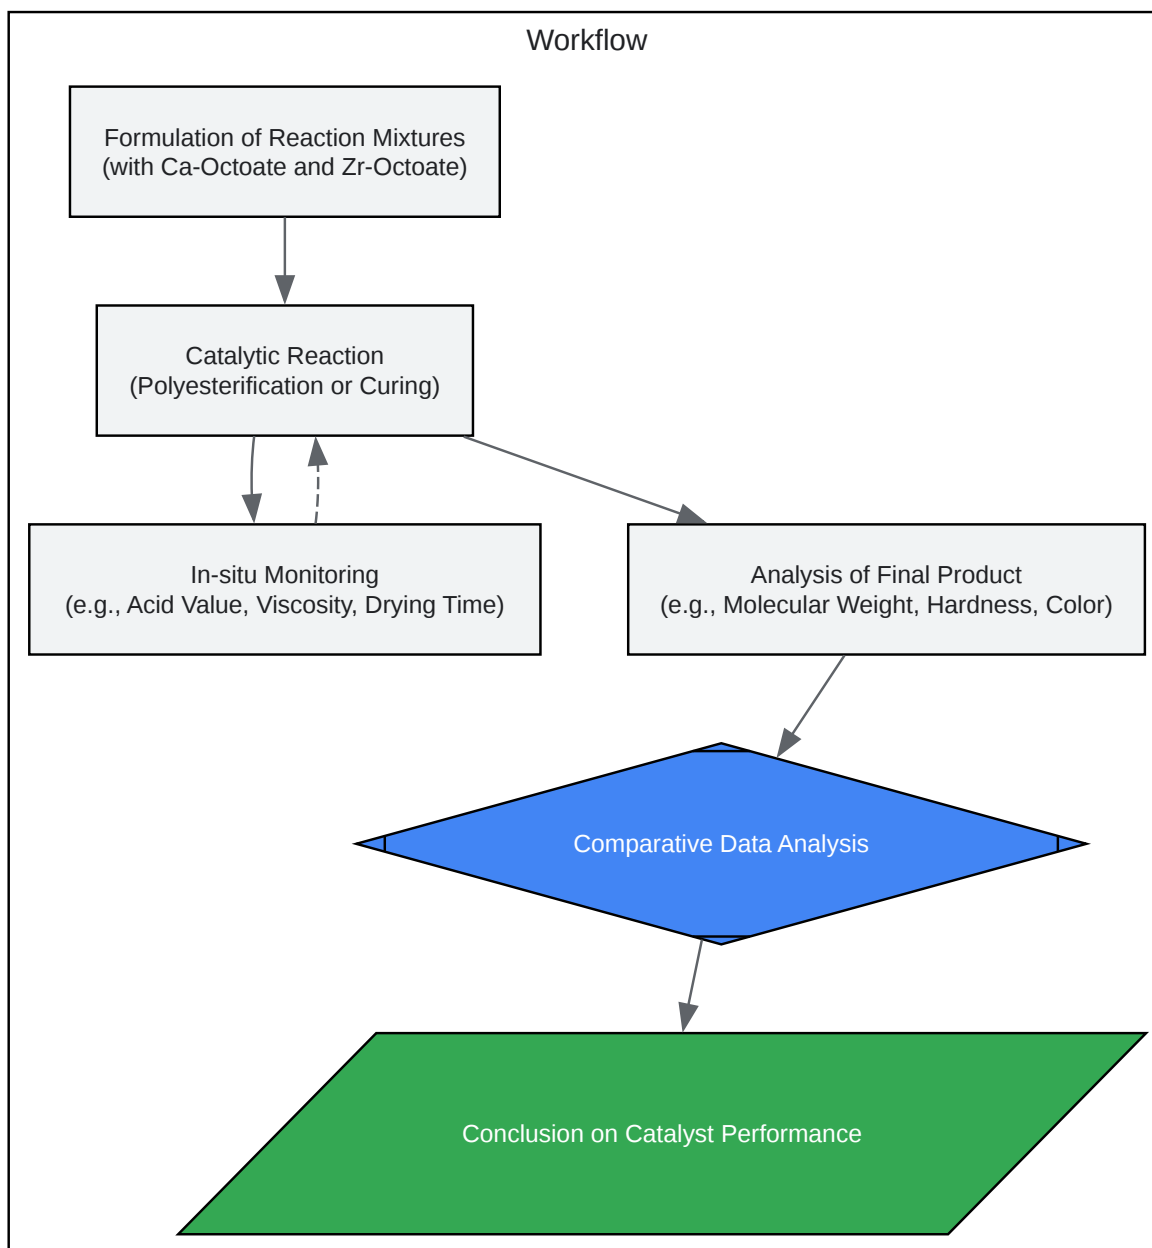 Workflow
Formulation of Reaction Mixtures
(with Ca-Octoate and Zr-Octoate)
Catalytic Reaction
(Polyesterification or Curing)
In-situ Monitoring
(e.g., Acid Value, Viscosity, Drying Time)
Analysis of Final Product
(e.g., Molecular Weight, Hardness, Color)
Comparative Data Analysis
Conclusion on Catalyst Performance